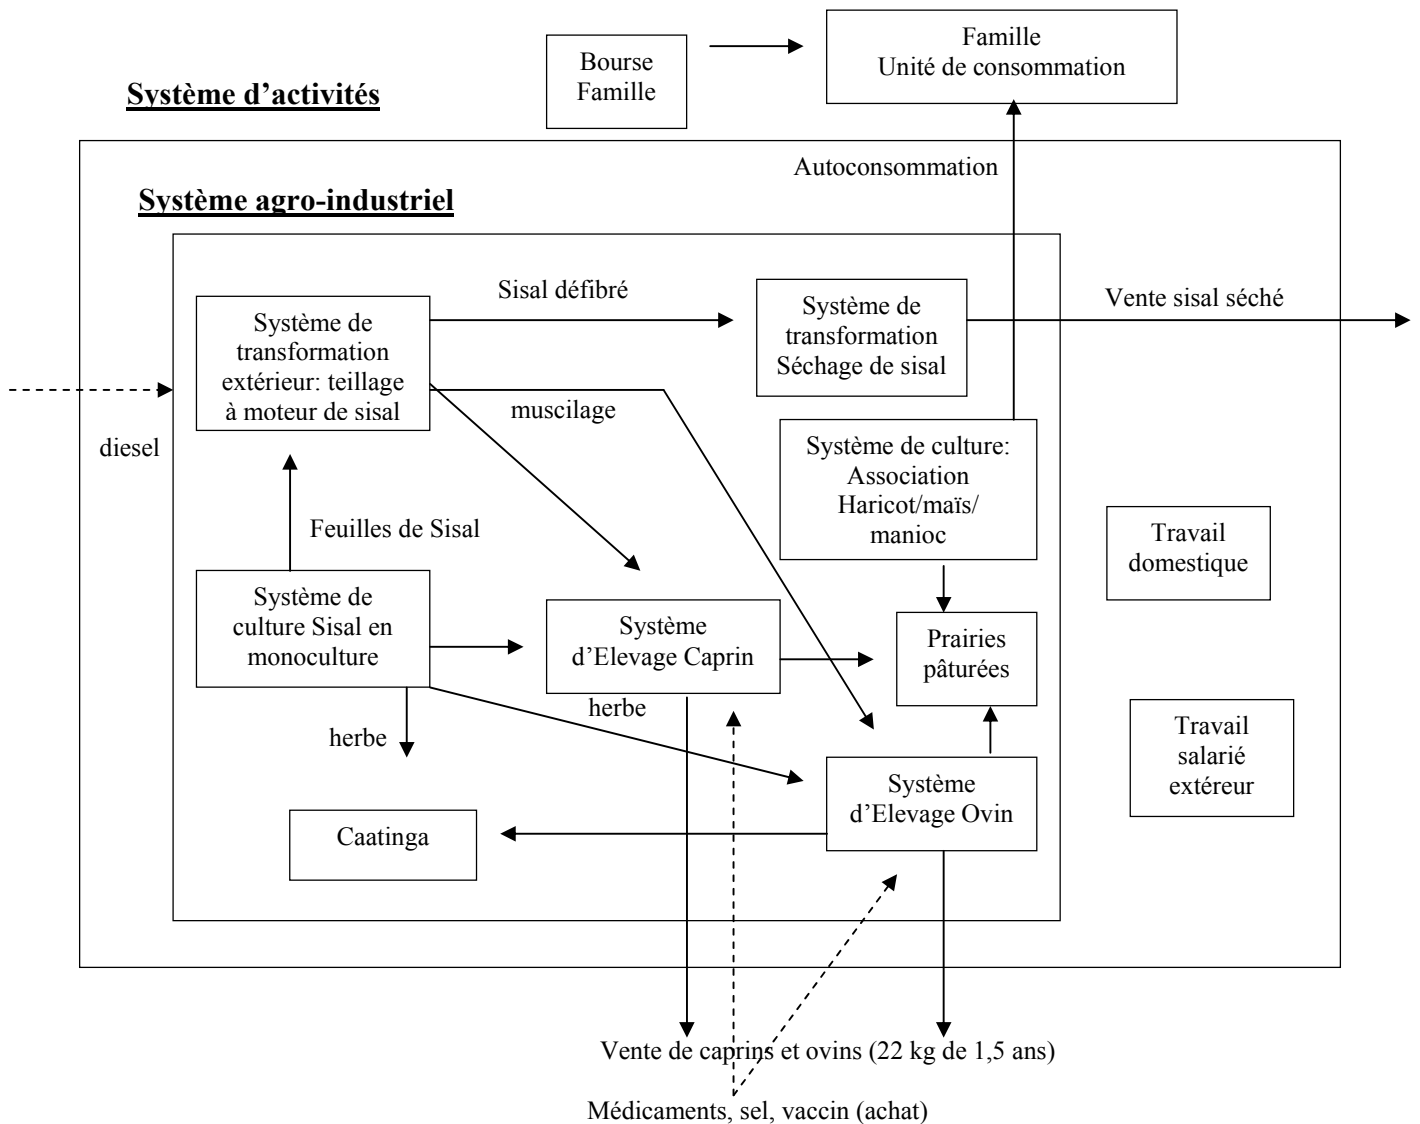 Famille
Unité de consommation
Bourse
Famille
Système d’activités
Autoconsommation
Système agro-industriel
Sisal défibré
Vente sisal séché
Système de
transformation
extérieur: teillage
à moteur de sisal
Système de
transformation
Séchage de sisal
muscilage
diesel
Système de culture:
Association
Haricot/maïs/
manioc
Feuilles de Sisal
Travail
domestique
Système de
culture Sisal en
monoculture
Système
d’Elevage Caprin
Prairies
pâturées
herbe
herbe
Travail
salarié
extéreur
Système
d’Elevage Ovin
Caatinga
Vente de caprins et ovins (22 kg de 1,5 ans)
Médicaments, sel, vaccin (achat)